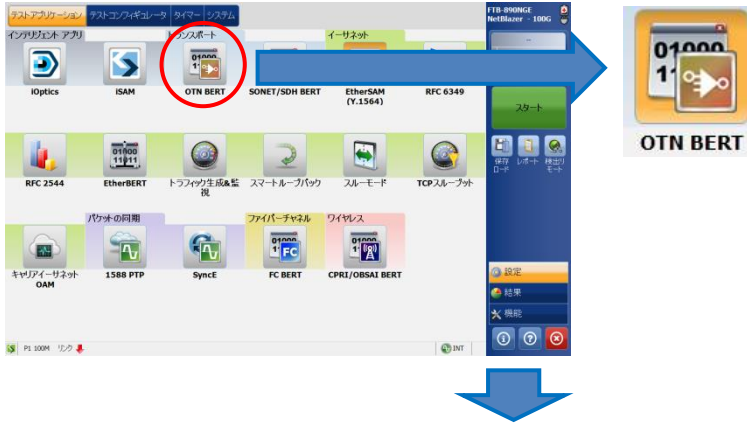 テストアプリケーション テストコンフィギュレータ タイマー システム
FTB-890NGE
NetBlazer - 100G
インテリジェント アプリ トランスポート イーサネット
--
iOptics iSAM OTN BERT SONET/SDH BERT EtherSAM (Y.1564) RFC 6349
スタート
OTN BERT
保存 ロード レポート 検出リモート
RFC 2544 EtherBERT トラフィック生成&監視 スマートループバック スルーモード TCPスループット
パケットの同期 ファイバーチャネル ワイヤレス
キャリアイーサネット OAM 1588 PTP SyncE FC BERT CPRI/OBSAI BERT
設定
結果
機能
P1 100M リンク INT